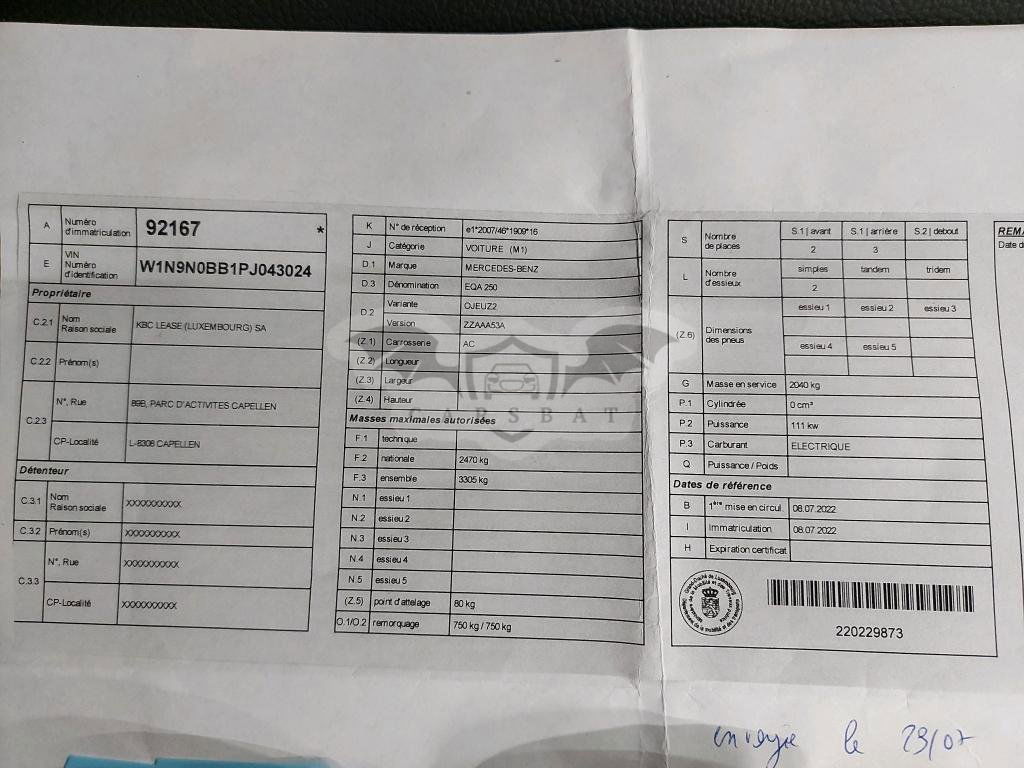 A Numéro d'immatriculation 92167 *
E VIN Numéro d'identification W1N9N0BB1PJ043024
Propriétaire
C.2.1 Nom Raison sociale KBC LEASE (LUXEMBOURG) SA
C.2.2 Prénom(s)
C.2.3 N°, Rue 89B, PARC D'ACTIVITES CAPELLEN
CP-Localité L-8308 CAPELLEN
Détenteur
C.3.1 Nom Raison sociale XXXXXXXXXX
C.3.2 Prénom(s) XXXXXXXXXX
C.3.3 N°, Rue XXXXXXXXXX
CP-Localité XXXXXXXXXX
K N° de réception e1*2007/46*1909*16
J Catégorie VOITURE (M1)
D.1 Marque MERCEDES-BENZ
D.3 Dénomination EQA 250
D.2 Variante OJEUZ2
Version ZZAAA53A
(Z.1) Carrosserie AC
(Z.2) Longueur
(Z.3) Largeur
(Z.4) Hauteur
CARSBAT
Masses maximales autorisées
F.1 technique
F.2 nationale 2470 kg
F.3 ensemble 3305 kg
N.1 essieu 1
N.2 essieu 2
N.3 essieu 3
N.4 essieu 4
N.5 essieu 5
(Z.5) point d'attelage 80 kg
O.1/O.2 remorquage 750 kg / 750 kg
S Nombre de places S.1 | avant S.1 | arrière S.2 | debout
2 3
L Nombre d'essieux simples tandem tridem
2
(Z.6) Dimensions des pneus essieu 1 essieu 2 essieu 3
essieu 4 essieu 5
G Masse en service 2040 kg
P.1 Cylindrée 0 cm³
P.2 Puissance 111 kw
P.3 Carburant ELECTRIQUE
Q Puissance / Poids
Dates de référence
B 1ère mise en circul. 08.07.2022
I Immatriculation 08.07.2022
H Expiration certificat
Grand-Duché de Luxembourg
220229873
REMA
Date d
envoyé le 29/07